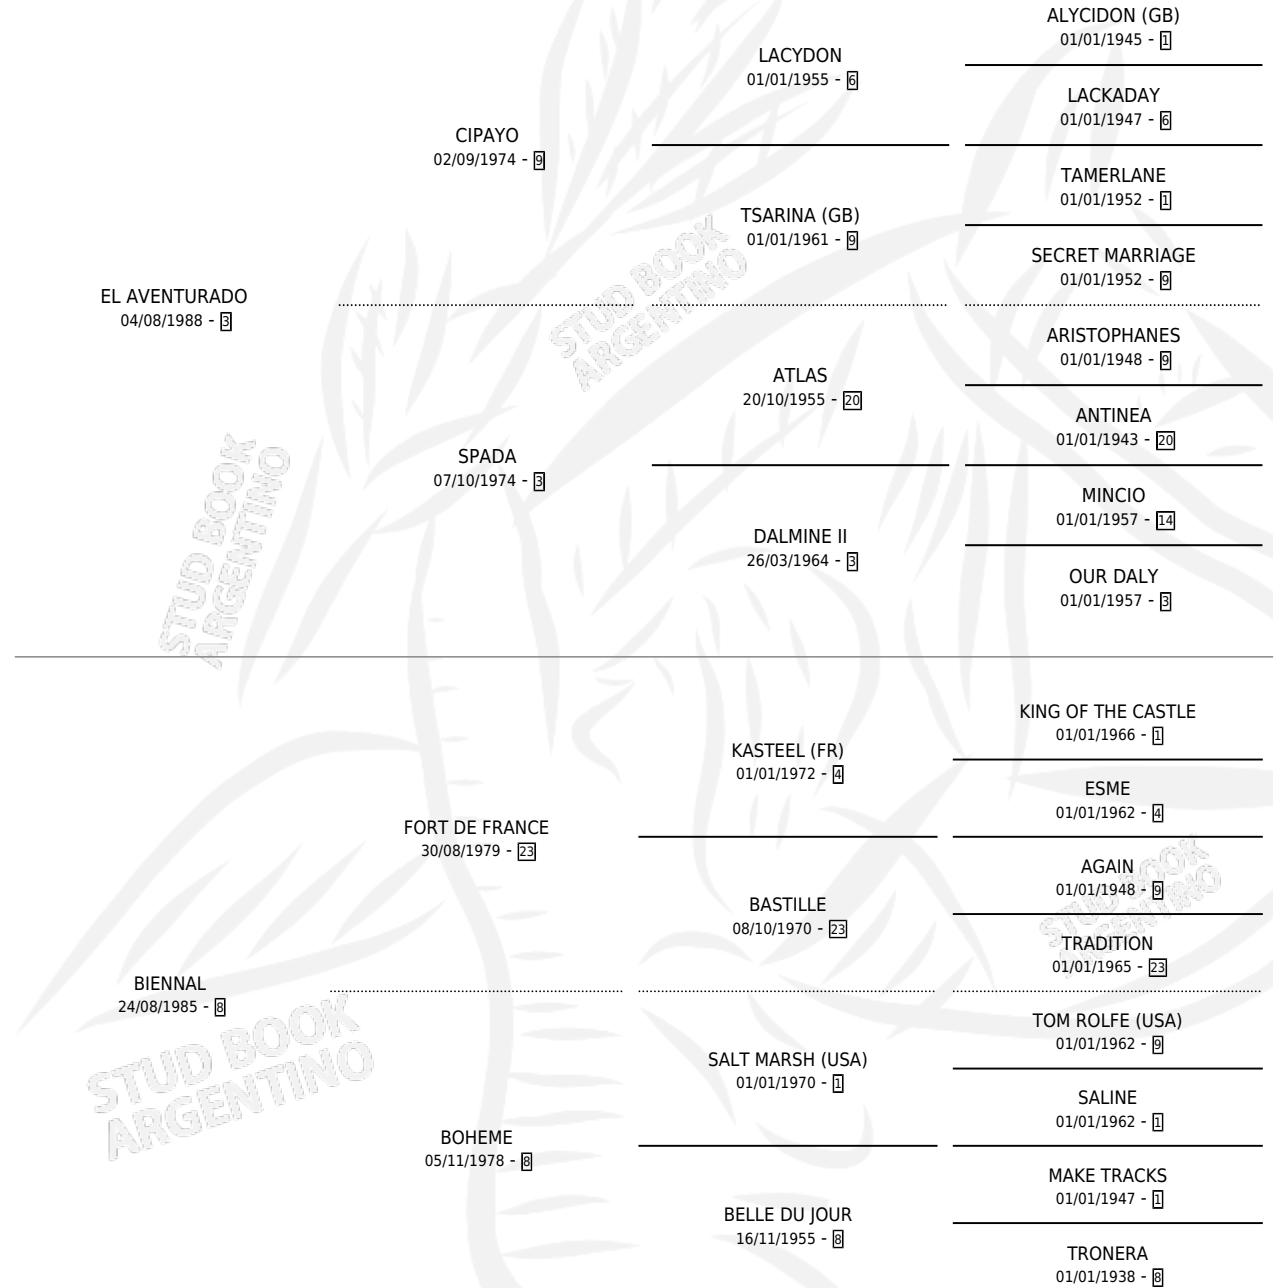 ALYCIDON (GB)
01/01/1945 - 1
LACYDON
01/01/1955 - 6
LACKADAY
01/01/1947 - 6
CIPAYO
02/09/1974 - 9
TAMERLANE
01/01/1952 - 1
TSARINA (GB)
01/01/1961 - 9
SECRET MARRIAGE
01/01/1952 - 9
EL AVENTURADO
04/08/1988 - 3
ARISTOPHANES
01/01/1948 - 9
ATLAS
20/10/1955 - 20
ANTINEA
01/01/1943 - 20
SPADA
07/10/1974 - 3
MINCIO
01/01/1957 - 14
DALMINE II
26/03/1964 - 3
OUR DALY
01/01/1957 - 3
KING OF THE CASTLE
01/01/1966 - 1
KASTEEL (FR)
01/01/1972 - 4
ESME
01/01/1962 - 4
FORT DE FRANCE
30/08/1979 - 23
AGAIN
01/01/1948 - 9
BASTILLE
08/10/1970 - 23
TRADITION
01/01/1965 - 23
BIENNAL
24/08/1985 - 8
TOM ROLFE (USA)
01/01/1962 - 9
SALT MARSH (USA)
01/01/1970 - 1
SALINE
01/01/1962 - 1
BOHEME
05/11/1978 - 8
MAKE TRACKS
01/01/1947 - 1
BELLE DU JOUR
16/11/1955 - 8
TRONERA
01/01/1938 - 8
STUD BOOK
ARGENTINO
STUD BOOK
ARGENTINO
STUD BOOK
ARGENTINO
STUD BOOK
ARGENTINO